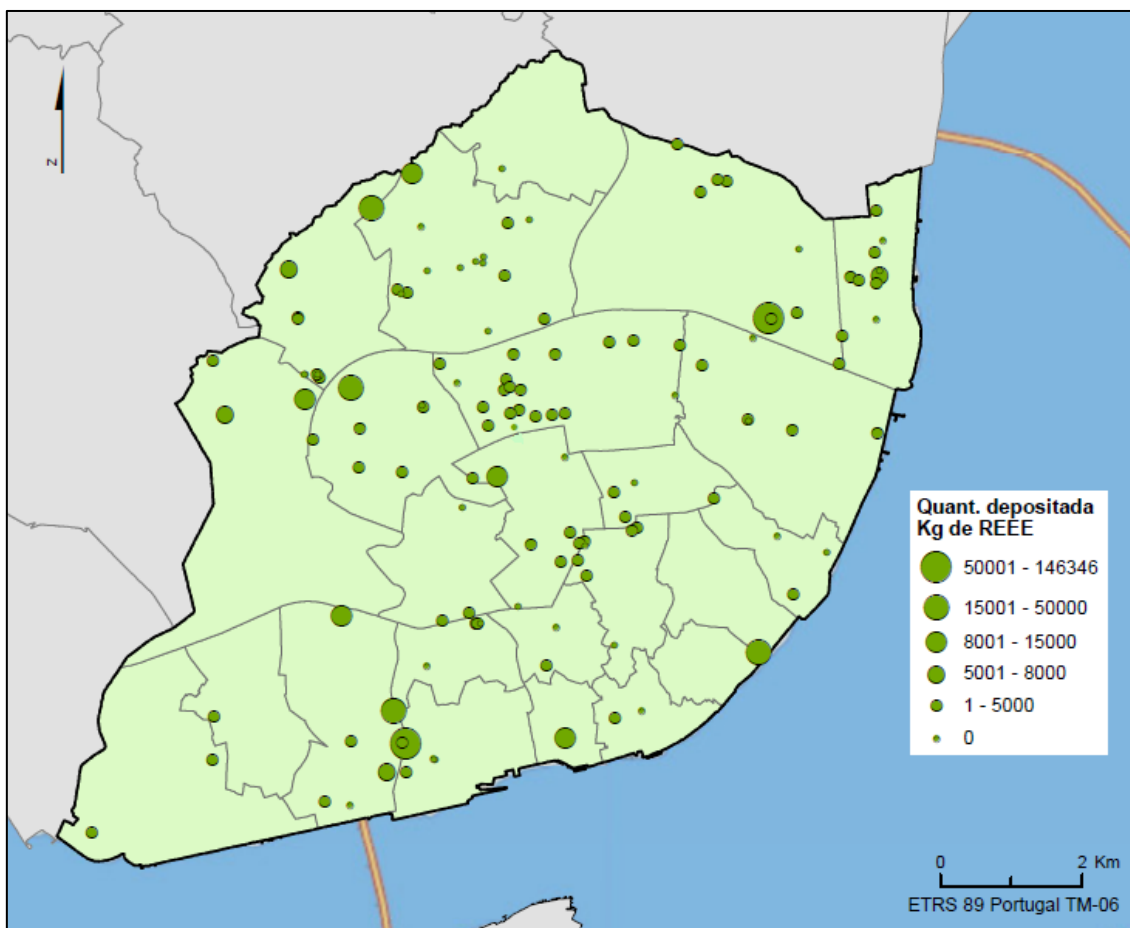 N
Quant. depositada
Kg de REEE
50001 - 146346
15001 - 50000
8001 - 15000
5001 - 8000
1 - 5000
0
0 2 Km
ETRS 89 Portugal TM-06